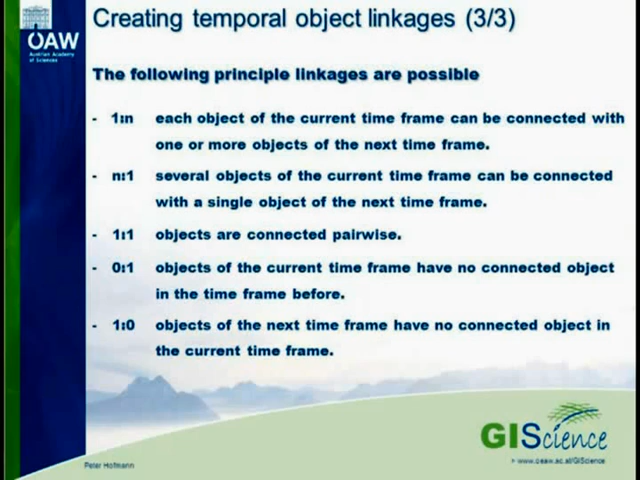 Creating temporal object linkages (3/3)
ÖAW
Austrian Academy
of Sciences
The following principle linkages are possible
- 1:n each object of the current time frame can be connected with
one or more objects of the next time frame.
- n:1 several objects of the current time frame can be connected
with a single object of the next time frame.
- 1:1 objects are connected pairwise.
- 0:1 objects of the current time frame have no connected object
in the time frame before.
- 1:0 objects of the next time frame have no connected object in
the current time frame.
GIScience
www.oeaw.ac.at/GIScience
Peter Hofmann